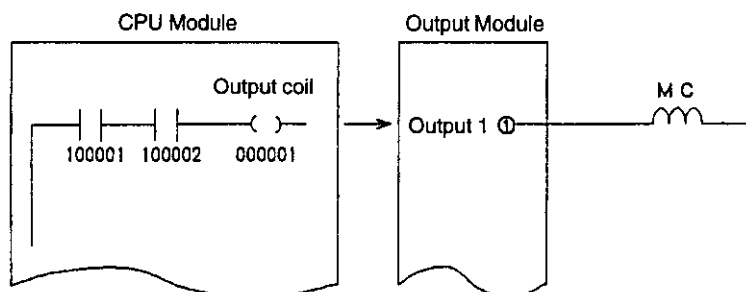 CPU Module
Output Module
Output coil
M C
Output 1 ①
100001 100002 000001